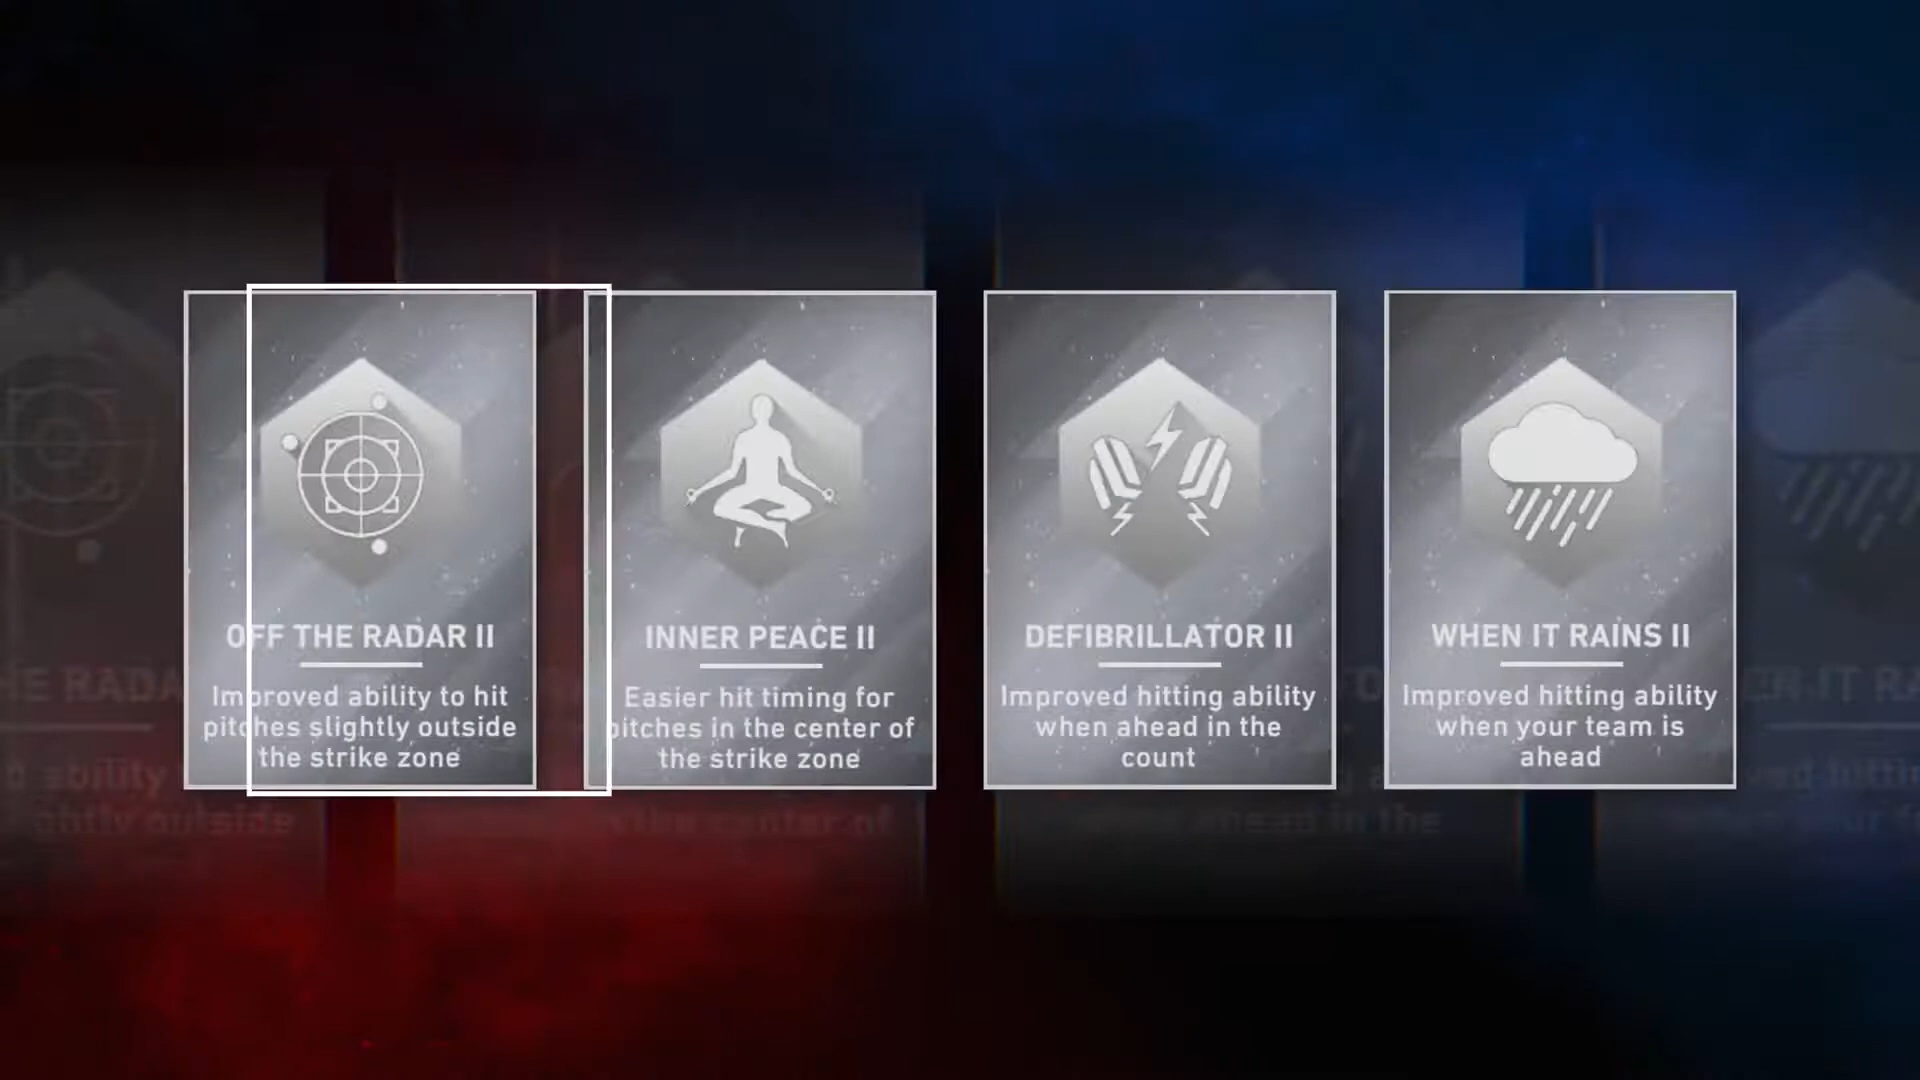 OFF THE RADAR II
Improved ability to hit
pitches slightly outside
the strike zone
INNER PEACE II
Easier hit timing for
pitches in the center of
the strike zone
DEFIBRILLATOR II
Improved hitting ability
when ahead in the
count
WHEN IT RAINS II
Improved hitting ability
when your team is
ahead